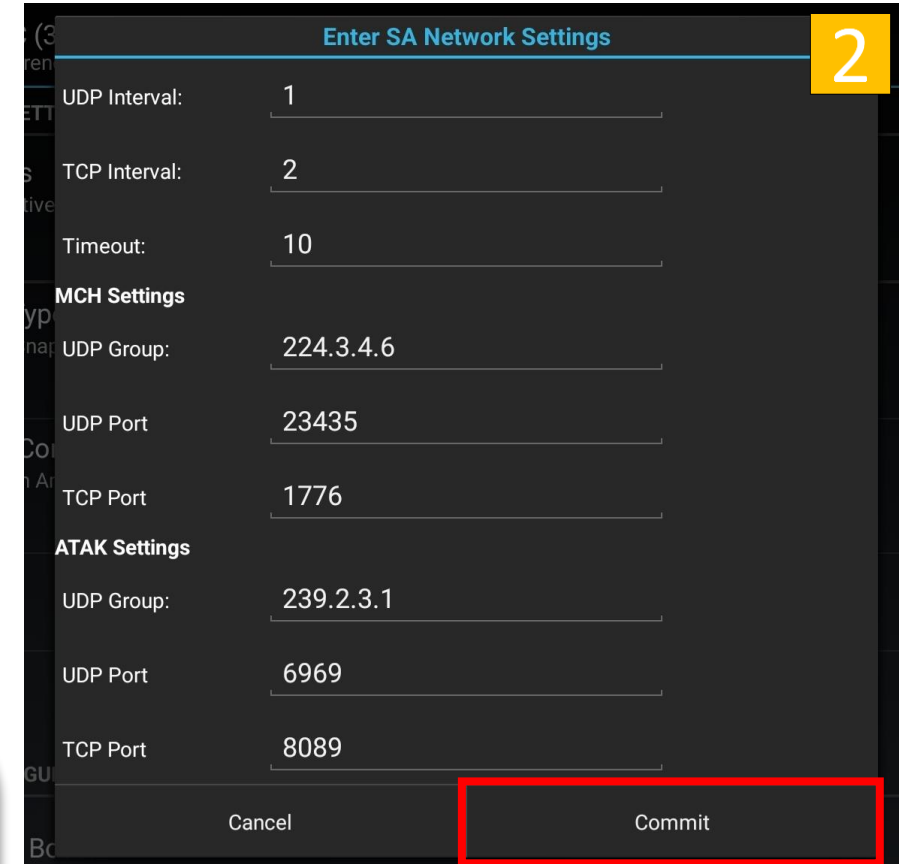 Enter SA Network Settings
2
UDP Interval: 1
TCP Interval: 2
Timeout: 10
MCH Settings
UDP Group: 224.3.4.6
UDP Port 23435
TCP Port 1776
ATAK Settings
UDP Group: 239.2.3.1
UDP Port 6969
TCP Port 8089
Cancel Commit